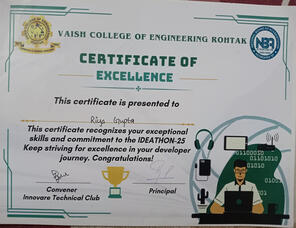 VAISH COLLEGE OF ENGINEERING ROHTAK
CERTIFICATE OF
EXCELLENCE
This certificate is presented to
Riya Gupta
This certificate recognizes your exceptional
skills and commitment to the IDEATHON-25
Keep striving for excellence in your developer
journey. Congratulations!
Convener
Innovare Technical Club
Principal